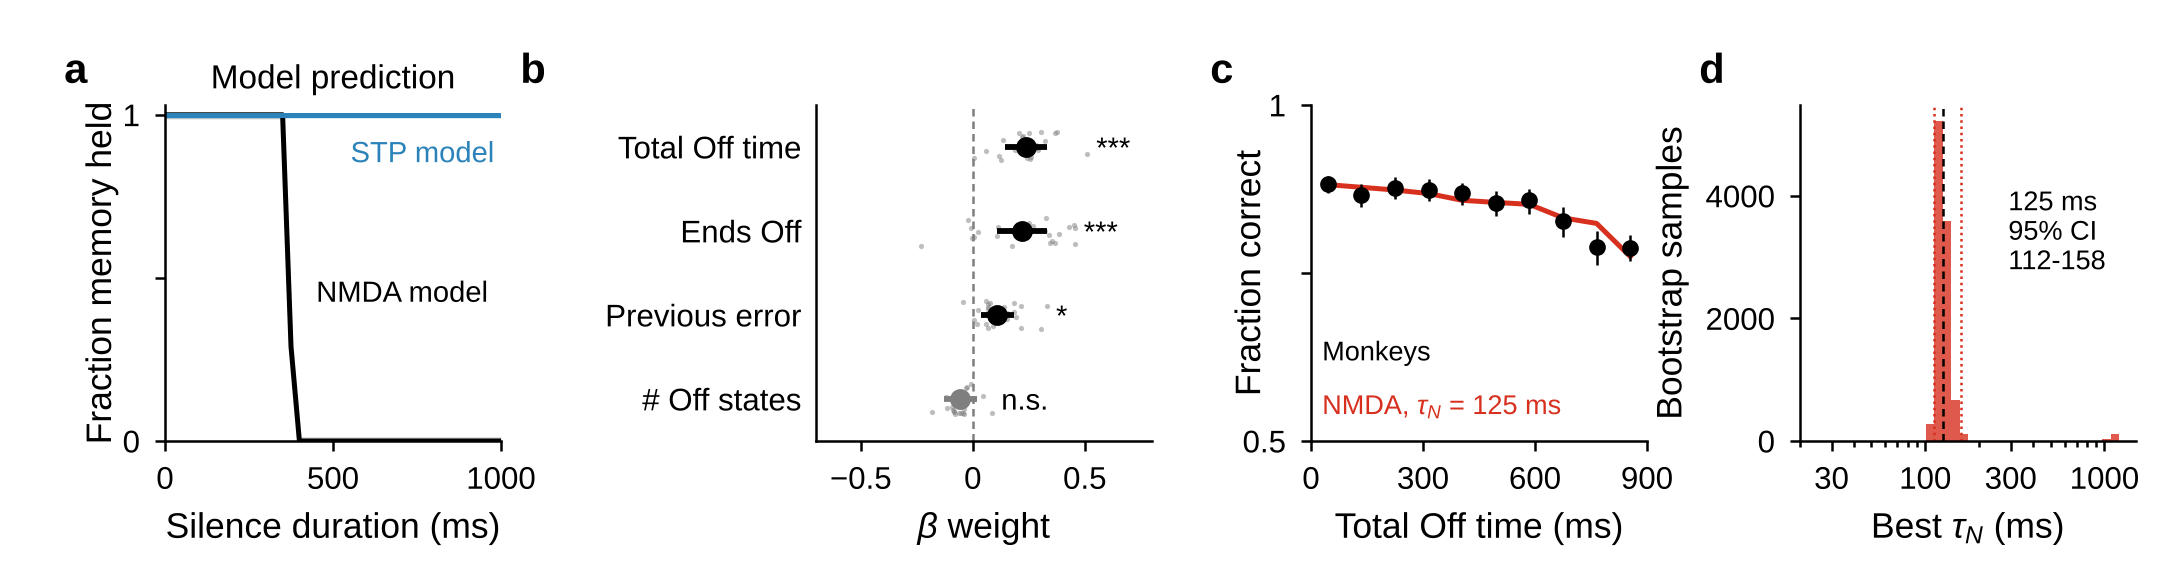 a
Model prediction
Fraction memory held
1
0
STP model
NMDA model
0 500 1000
Silence duration (ms)
b
Total Off time ***
Ends Off ***
Previous error *
# Off states n.s.
−0.5 0 0.5
β weight
c
Fraction correct
1
0.5
Monkeys
NMDA, τN = 125 ms
0 300 600 900
Total Off time (ms)
d
Bootstrap samples
4000
2000
0
125 ms
95% CI
112-158
30 100 300 1000
Best τN (ms)